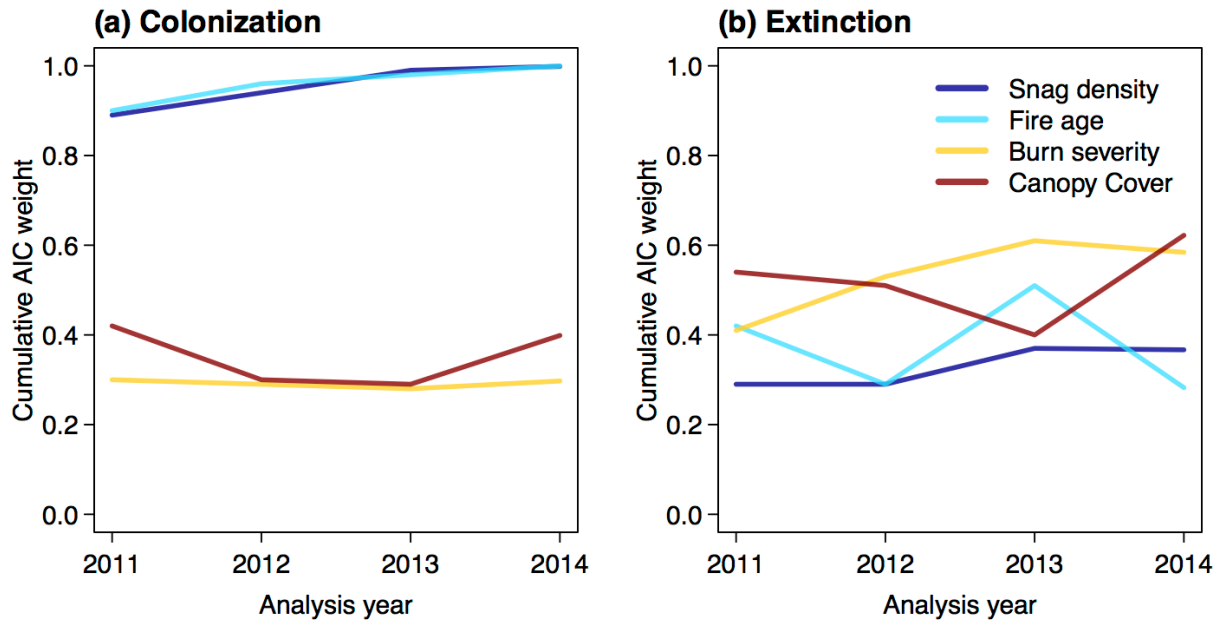 (a) Colonization
Cumulative AIC weight
1.0
0.8
0.6
0.4
0.2
0.0
2011 2012 2013 2014
Analysis year
(b) Extinction
Cumulative AIC weight
1.0
0.8
0.6
0.4
0.2
0.0
Snag density
Fire age
Burn severity
Canopy Cover
2011 2012 2013 2014
Analysis year